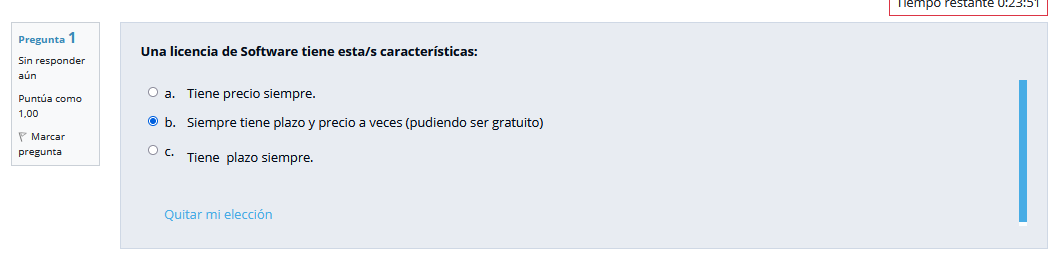 Tiempo restante 0:23:51
Pregunta 1
Sin responder
aún
Puntúa como
1,00
Marcar
pregunta
Una licencia de Software tiene esta/s características:
a. Tiene precio siempre.
b. Siempre tiene plazo y precio a veces (pudiendo ser gratuito)
c. Tiene plazo siempre.
Quitar mi elección